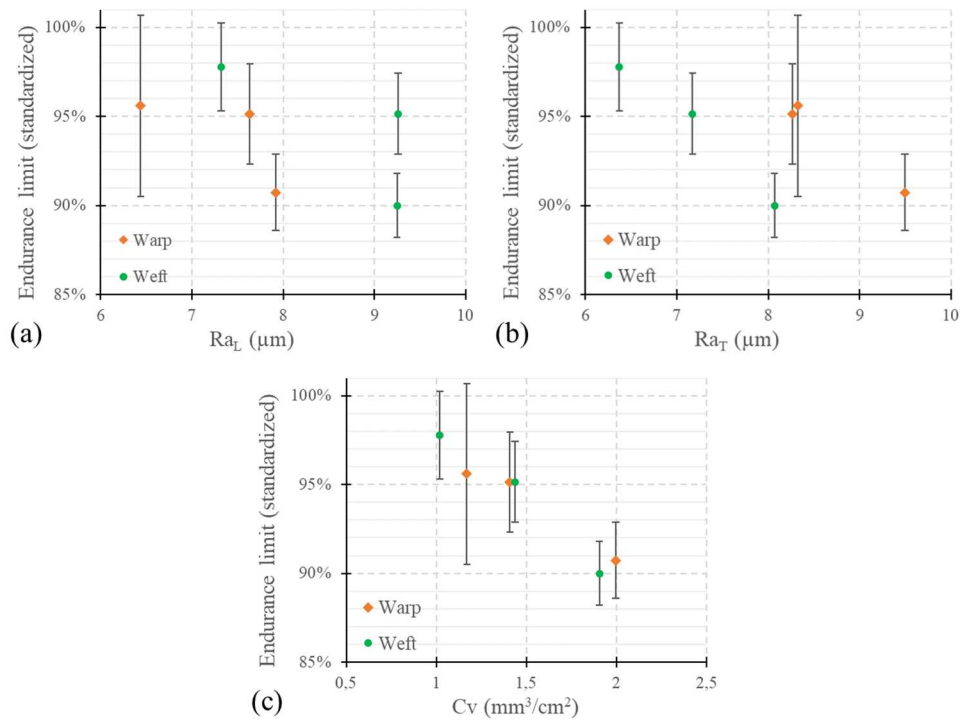 100%
95%
90%
85%
Endurance limit (standardized)
Warp
Weft
6
7
8
9
10
(a)
Ra_L (µm)
100%
95%
90%
85%
Endurance limit (standardized)
Warp
Weft
6
7
8
9
10
(b)
Ra_T (µm)
100%
95%
90%
85%
Endurance limit (standardized)
Warp
Weft
0,5
1
1,5
2
2,5
(c)
Cv (mm³/cm²)